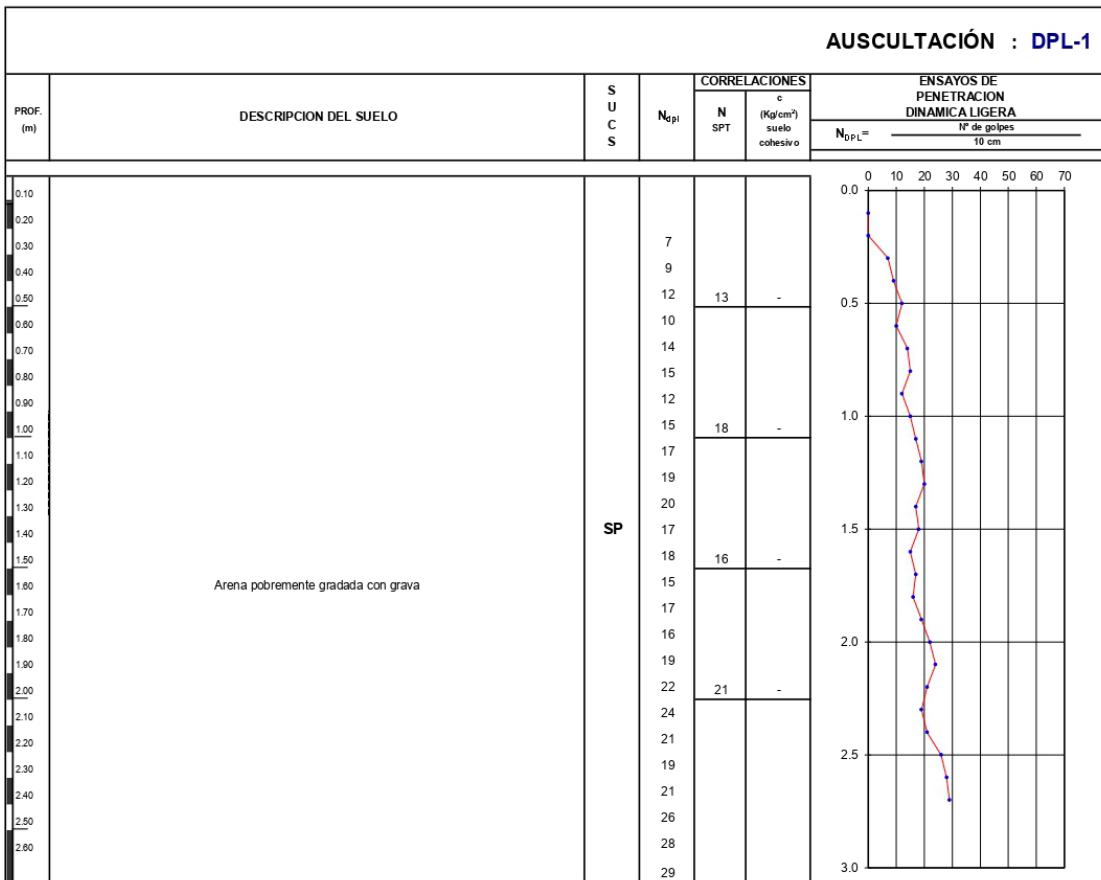 AUSCULTACIÓN : DPL-1
PROF.
(m)
DESCRIPCION DEL SUELO
S
U
C
S
Ndpl
CORRELACIONES
N
SPT
c
(Kg/cm²)
suelo
cohesivo
ENSAYOS DE
PENETRACION
DINAMICA LIGERA
NDPL=
Nº de golpes
10 cm
0 10 20 30 40 50 60 70
0.0
0.10
0.20
0.30 7
0.40 9
0.50 12 13 - 0.5
0.60 10
0.70 14
0.80 15
0.90 12
1.00 15 18 - 1.0
1.10 17
1.20 19
1.30 20
1.40 SP 17 1.5
1.50 18 16 -
1.60 Arena pobremente gradada con grava 15
1.70 17
1.80 16 2.0
1.90 19
2.00 22 21 -
2.10 24
2.20 21
2.30 19 2.5
2.40 21
2.50 26
2.60 28
29 3.0